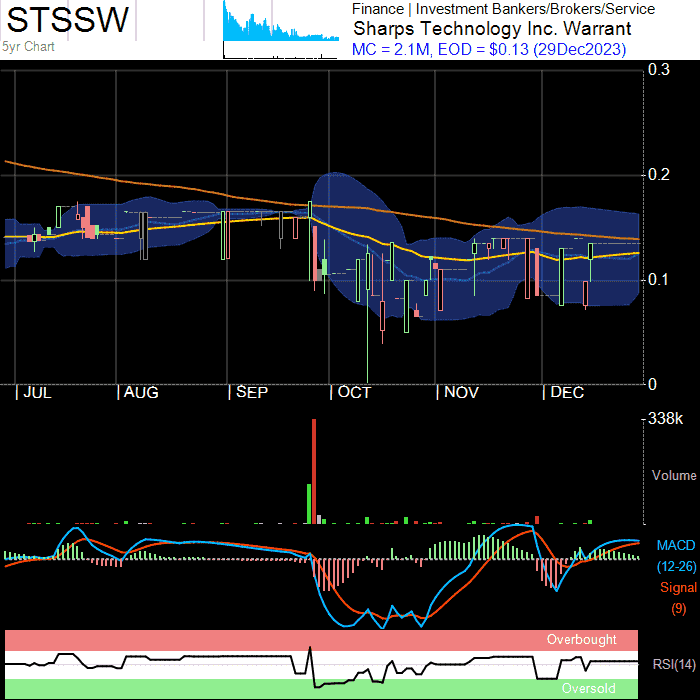 STSSW
5yr Chart
Finance | Investment Bankers/Brokers/Service
Sharps Technology Inc. Warrant
MC = 2.1M, EOD = $0.13 (29Dec2023)
0.3
0.2
0.1
0
| JUL
| AUG
| SEP
| OCT
| NOV
| DEC
338k
Volume
MACD
(12-26)
Signal
(9)
Overbought
RSI(14)
Oversold